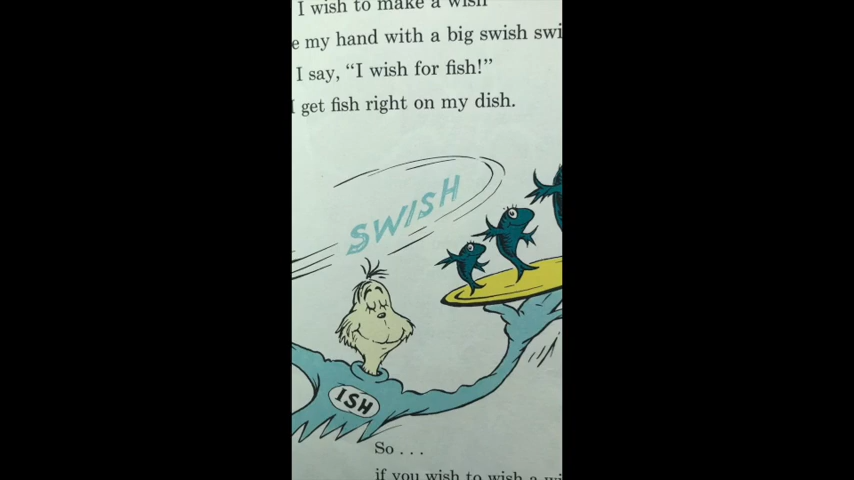 I wish to make a wish
my hand with a big swish
I say, "I wish for fish!"
get fish right on my dish.
SWISH
ISH
So . . .
if you wish to wish a